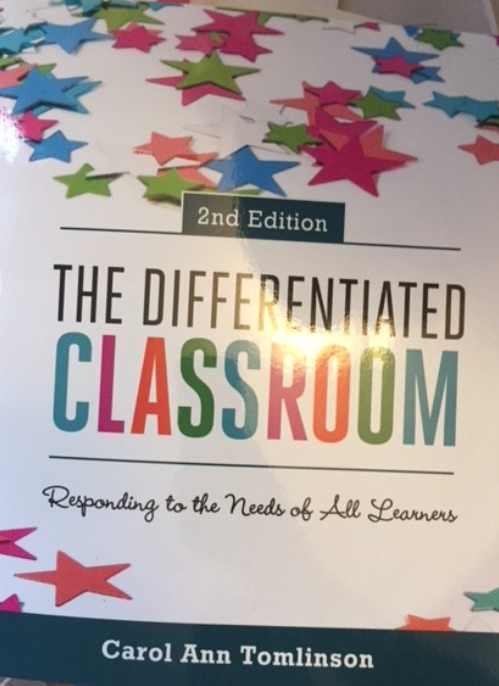 2nd Edition
THE DIFFERENTIATED
CLASSROOM
Responding to the Needs of All Learners
Carol Ann Tomlinson